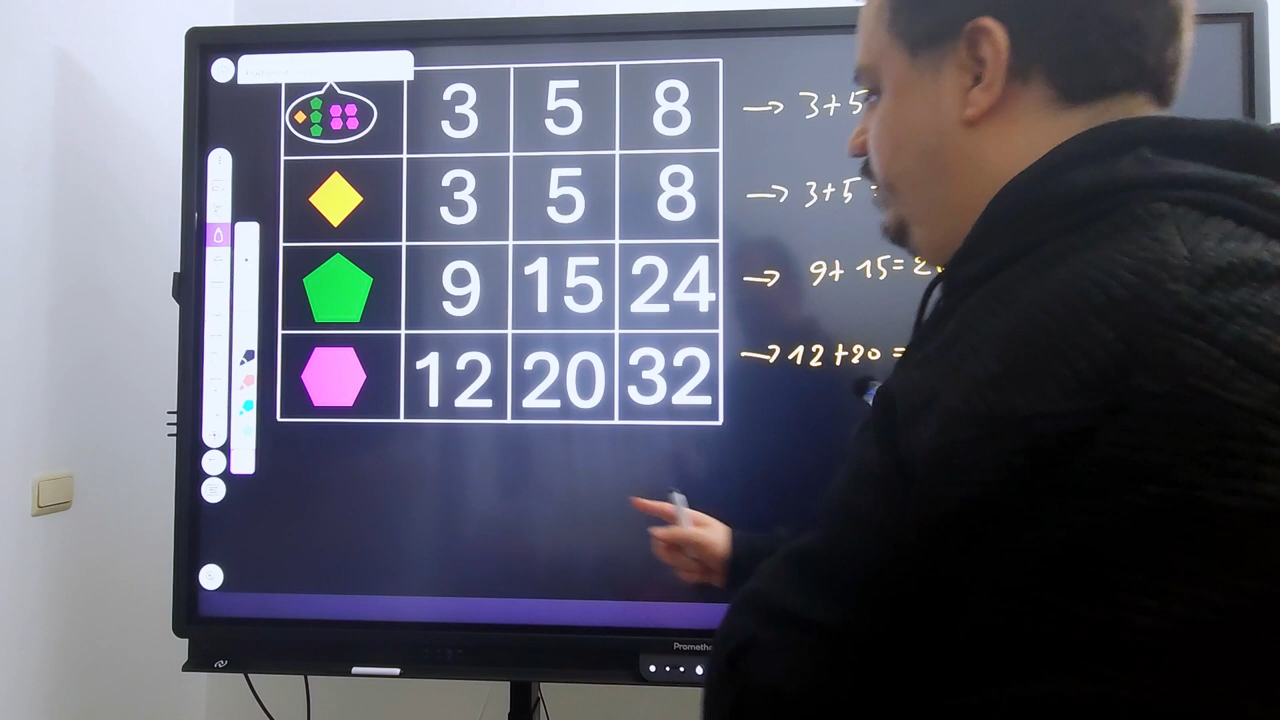 3 5 8 → 3+5
3 5 8 → 3+5 =
9 15 24 → 9+15=2
12 20 32 → 12+20 =
Prometh